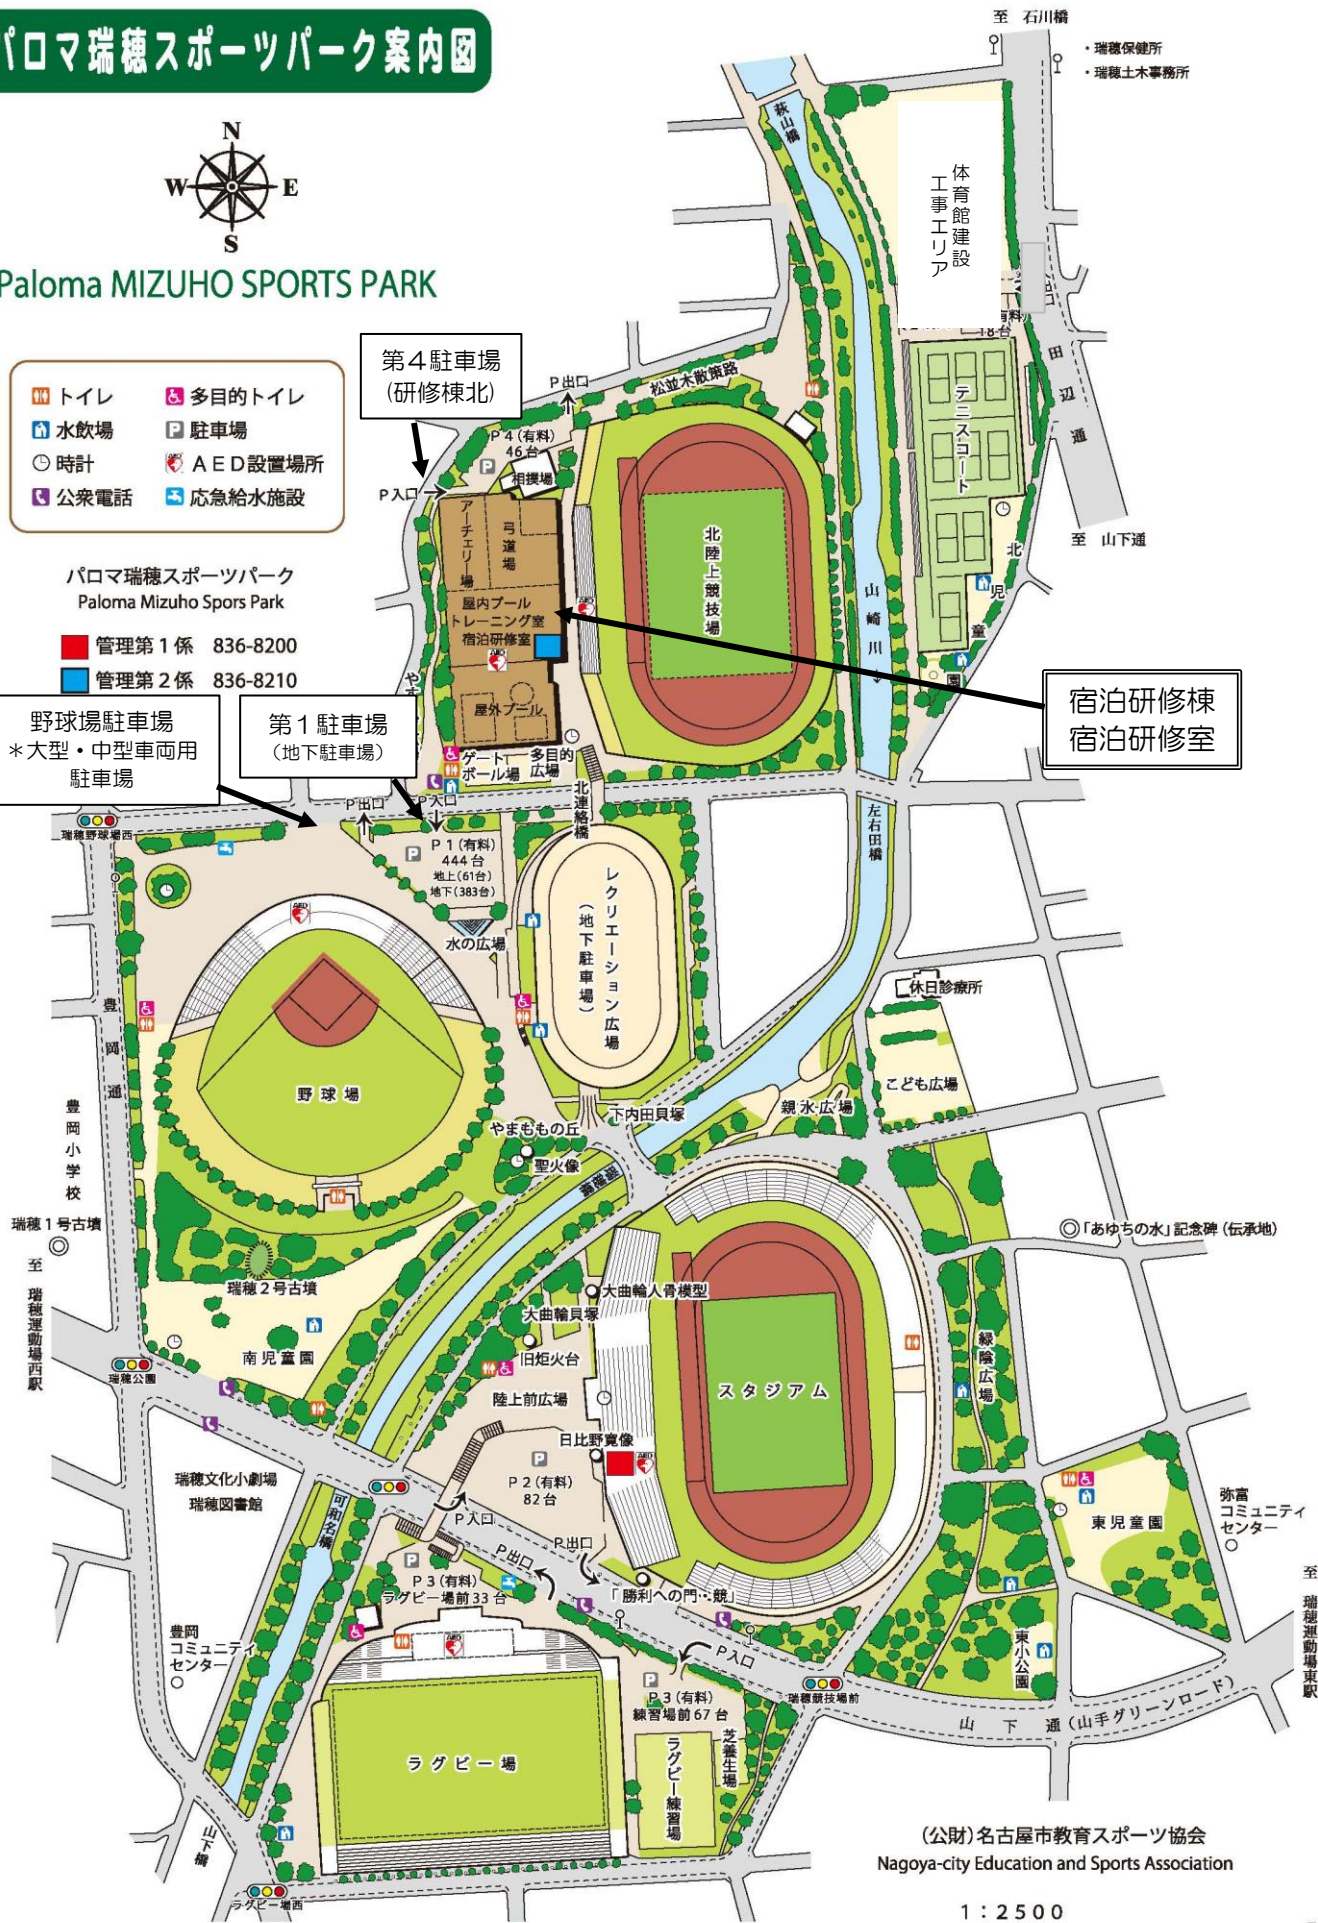 パロマ瑞穂スポーツパーク案内図
N
W
E
S
Paloma MIZUHO SPORTS PARK
至 石川橋
・瑞穂保健所
・瑞穂土木事務所
萩山橋
体育館建設
工事エリア
18台
田辺通
至 山下通
トイレ
多目的トイレ
水飲場
P 駐車場
時計
AED設置場所
公衆電話
応急給水施設
第4駐車場
(研修棟北)
P出口
松並木散策路
P 4 (有料)
46台
P
相撲場
P入口
アーチェリー場
弓道場
屋内プール
トレーニング室
宿泊研修室
AED
屋外プール
AED
北陸上競技場
山崎川
テニスコート
北児童園
パロマ瑞穂スポーツパーク
Paloma Mizuho Spors Park
管理第1係 836-8200
管理第2係 836-8210
宿泊研修棟
宿泊研修室
野球場駐車場
*大型・中型車両用
駐車場
第1駐車場
(地下駐車場)
や
ゲート
ボール場
多目的
広場
北連絡橋
左右田橋
瑞穂野球場西
P出口
P入口
P
P 1 (有料)
444台
地上(61台)
地下(383台)
水の広場
レクリエーション広場
(地下駐車場)
AED
野球場
豊岡通
豊岡小学校
休日診療所
こども広場
親水広場
下内田貝塚
やまももの丘
聖火像
瑞穂1号古墳
瑞穂2号古墳
「あゆちの水」記念碑(伝承地)
至 瑞穂運動場西駅
南児童園
瑞穂公園
大曲輪人骨模型
大曲輪貝塚
旧炬火台
陸上前広場
日比野寛像
AED
スタジアム
緑陰広場
P
P 2 (有料)
82台
P入口
P出口
瑞穂文化小劇場
瑞穂図書館
可和名橋
東児童園
弥富
コミュニティ
センター
P
P 3 (有料)
ラグビー場前33台
P出口
「勝利への門・競」
至 瑞穂運動場東駅
豊岡
コミュニティ
センター
AED
P入口
P
P 3 (有料)
練習場前67台
瑞穂競技場前
東小公園
山下通(山手グリーンロード)
ラグビー場
ラグビー練習場
芝養生場
山下橋
ラグビー場西
(公財)名古屋市教育スポーツ協会
Nagoya-city Education and Sports Association
1:2500